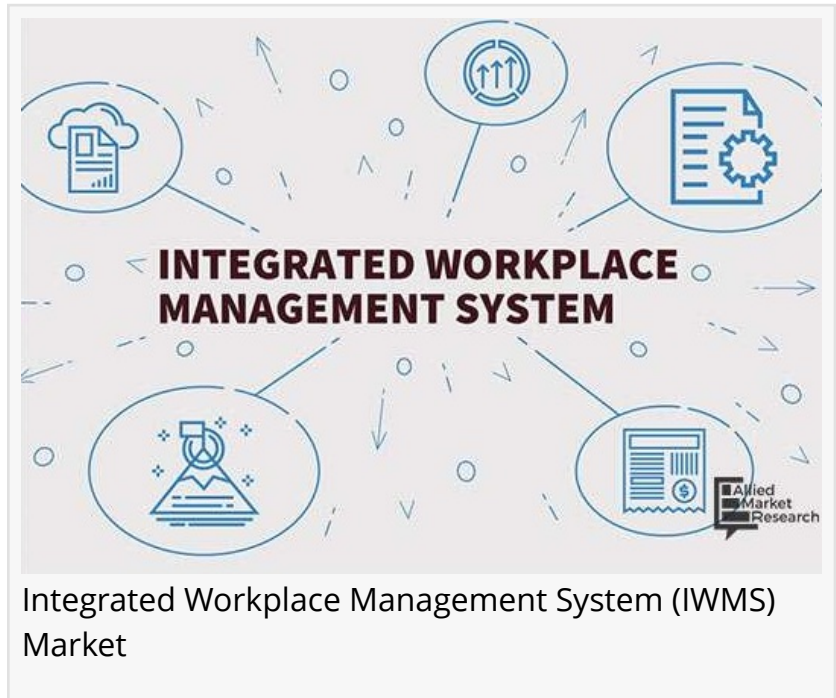 INTEGRATED WORKPLACE
MANAGEMENT SYSTEM
$
Allied
Market
Research
Integrated Workplace Management System (IWMS)
Market